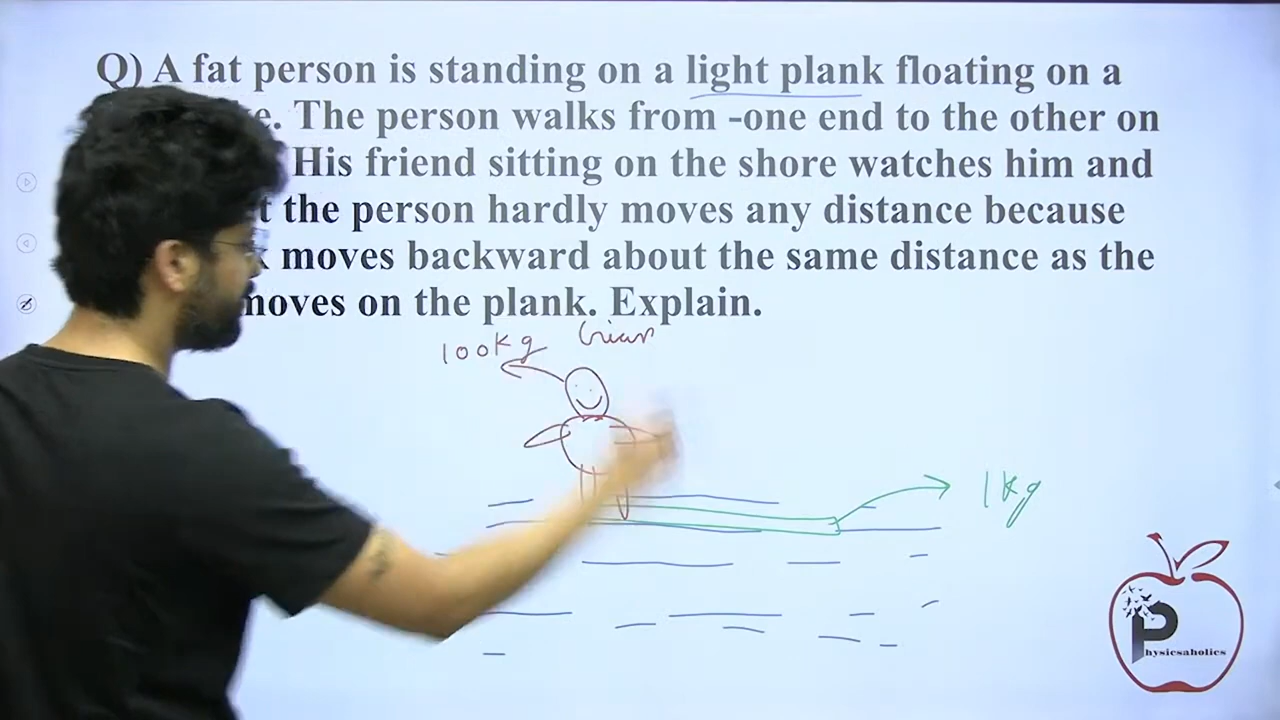 Q) A fat person is standing on a light plank floating on a
e. The person walks from -one end to the other on
His friend sitting on the shore watches him and
t the person hardly moves any distance because
k moves backward about the same distance as the
moves on the plank. Explain.
100kg
1kg
P
hysicsaholics